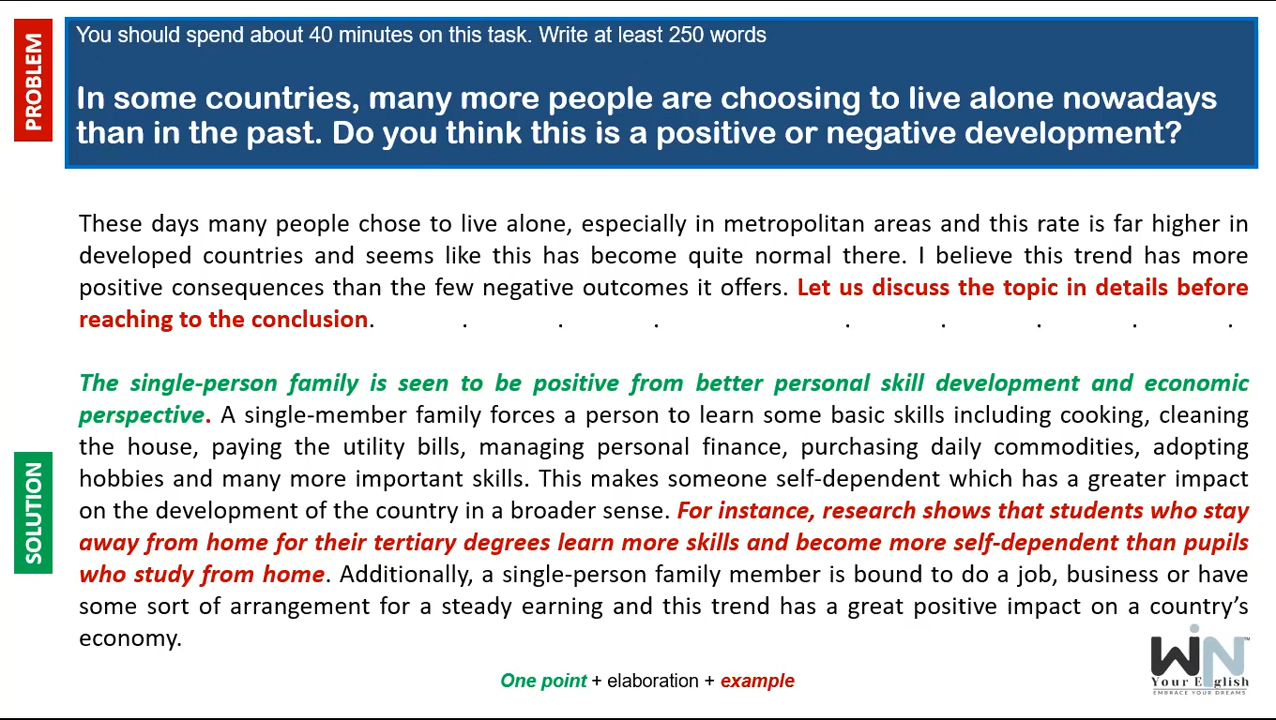 PROBLEM
You should spend about 40 minutes on this task. Write at least 250 words
In some countries, many more people are choosing to live alone nowadays
than in the past. Do you think this is a positive or negative development?
These days many people chose to live alone, especially in metropolitan areas and this rate is far higher in
developed countries and seems like this has become quite normal there. I believe this trend has more
positive consequences than the few negative outcomes it offers. Let us discuss the topic in details before
reaching to the conclusion. . . . . . . . .
SOLUTION
The single-person family is seen to be positive from better personal skill development and economic
perspective. A single-member family forces a person to learn some basic skills including cooking, cleaning
the house, paying the utility bills, managing personal finance, purchasing daily commodities, adopting
hobbies and many more important skills. This makes someone self-dependent which has a greater impact
on the development of the country in a broader sense. For instance, research shows that students who stay
away from home for their tertiary degrees learn more skills and become more self-dependent than pupils
who study from home. Additionally, a single-person family member is bound to do a job, business or have
some sort of arrangement for a steady earning and this trend has a great positive impact on a country's
economy.
One point + elaboration + example
WiN™
Your English
EMBRACE YOUR DREAMS